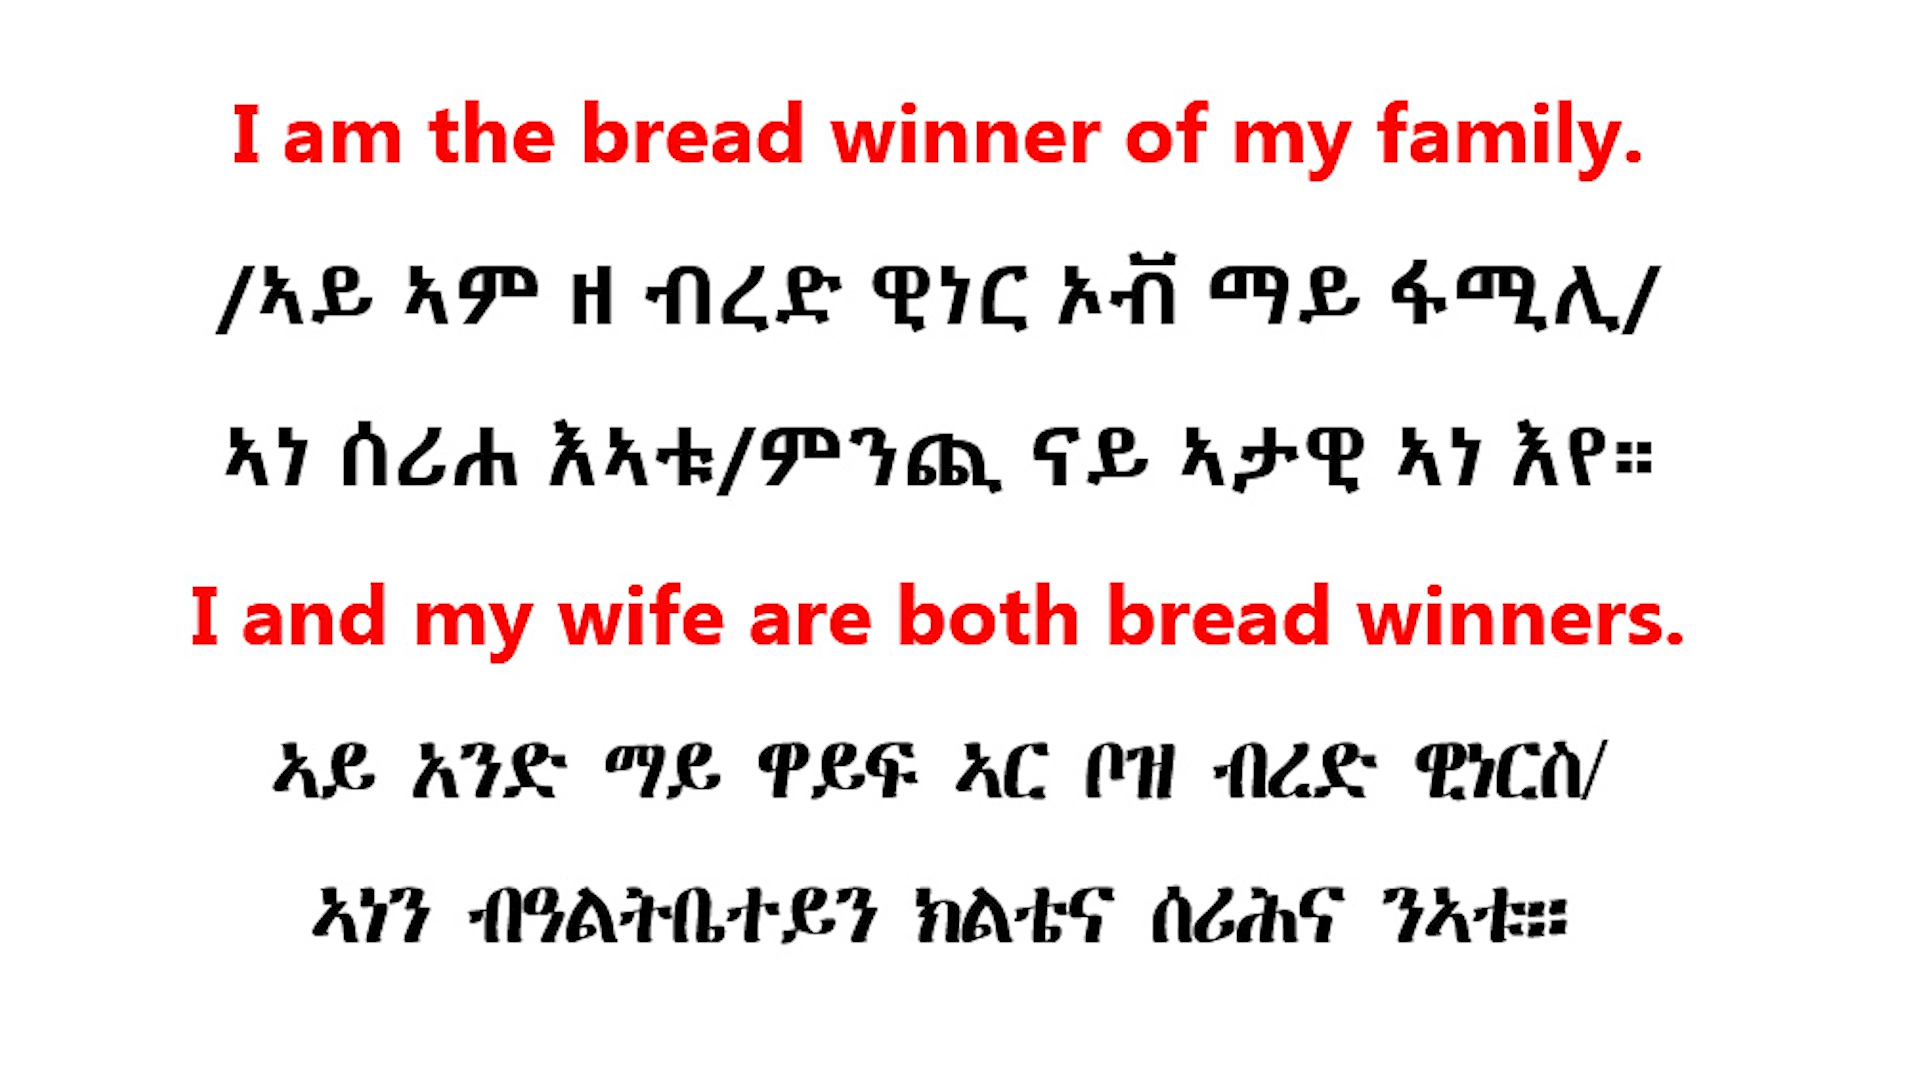 I am the bread winner of my family.
/ኣይ ኣም ዘ ብረድ ዊነር ኦቭ ማይ ፋሚሊ/
ኣነ ሰሪሐ እኣቱ/ምንጪ ናይ ኣታዊ ኣነ እየ።
I and my wife are both bread winners.
ኣይ አንድ ማይ ዋይፍ ኣር ቦዝ ብረድ ዊነርስ/
ኣነን ብዓልትቤተይን ክልቴና ሰሪሕና ንኣቱ።፡